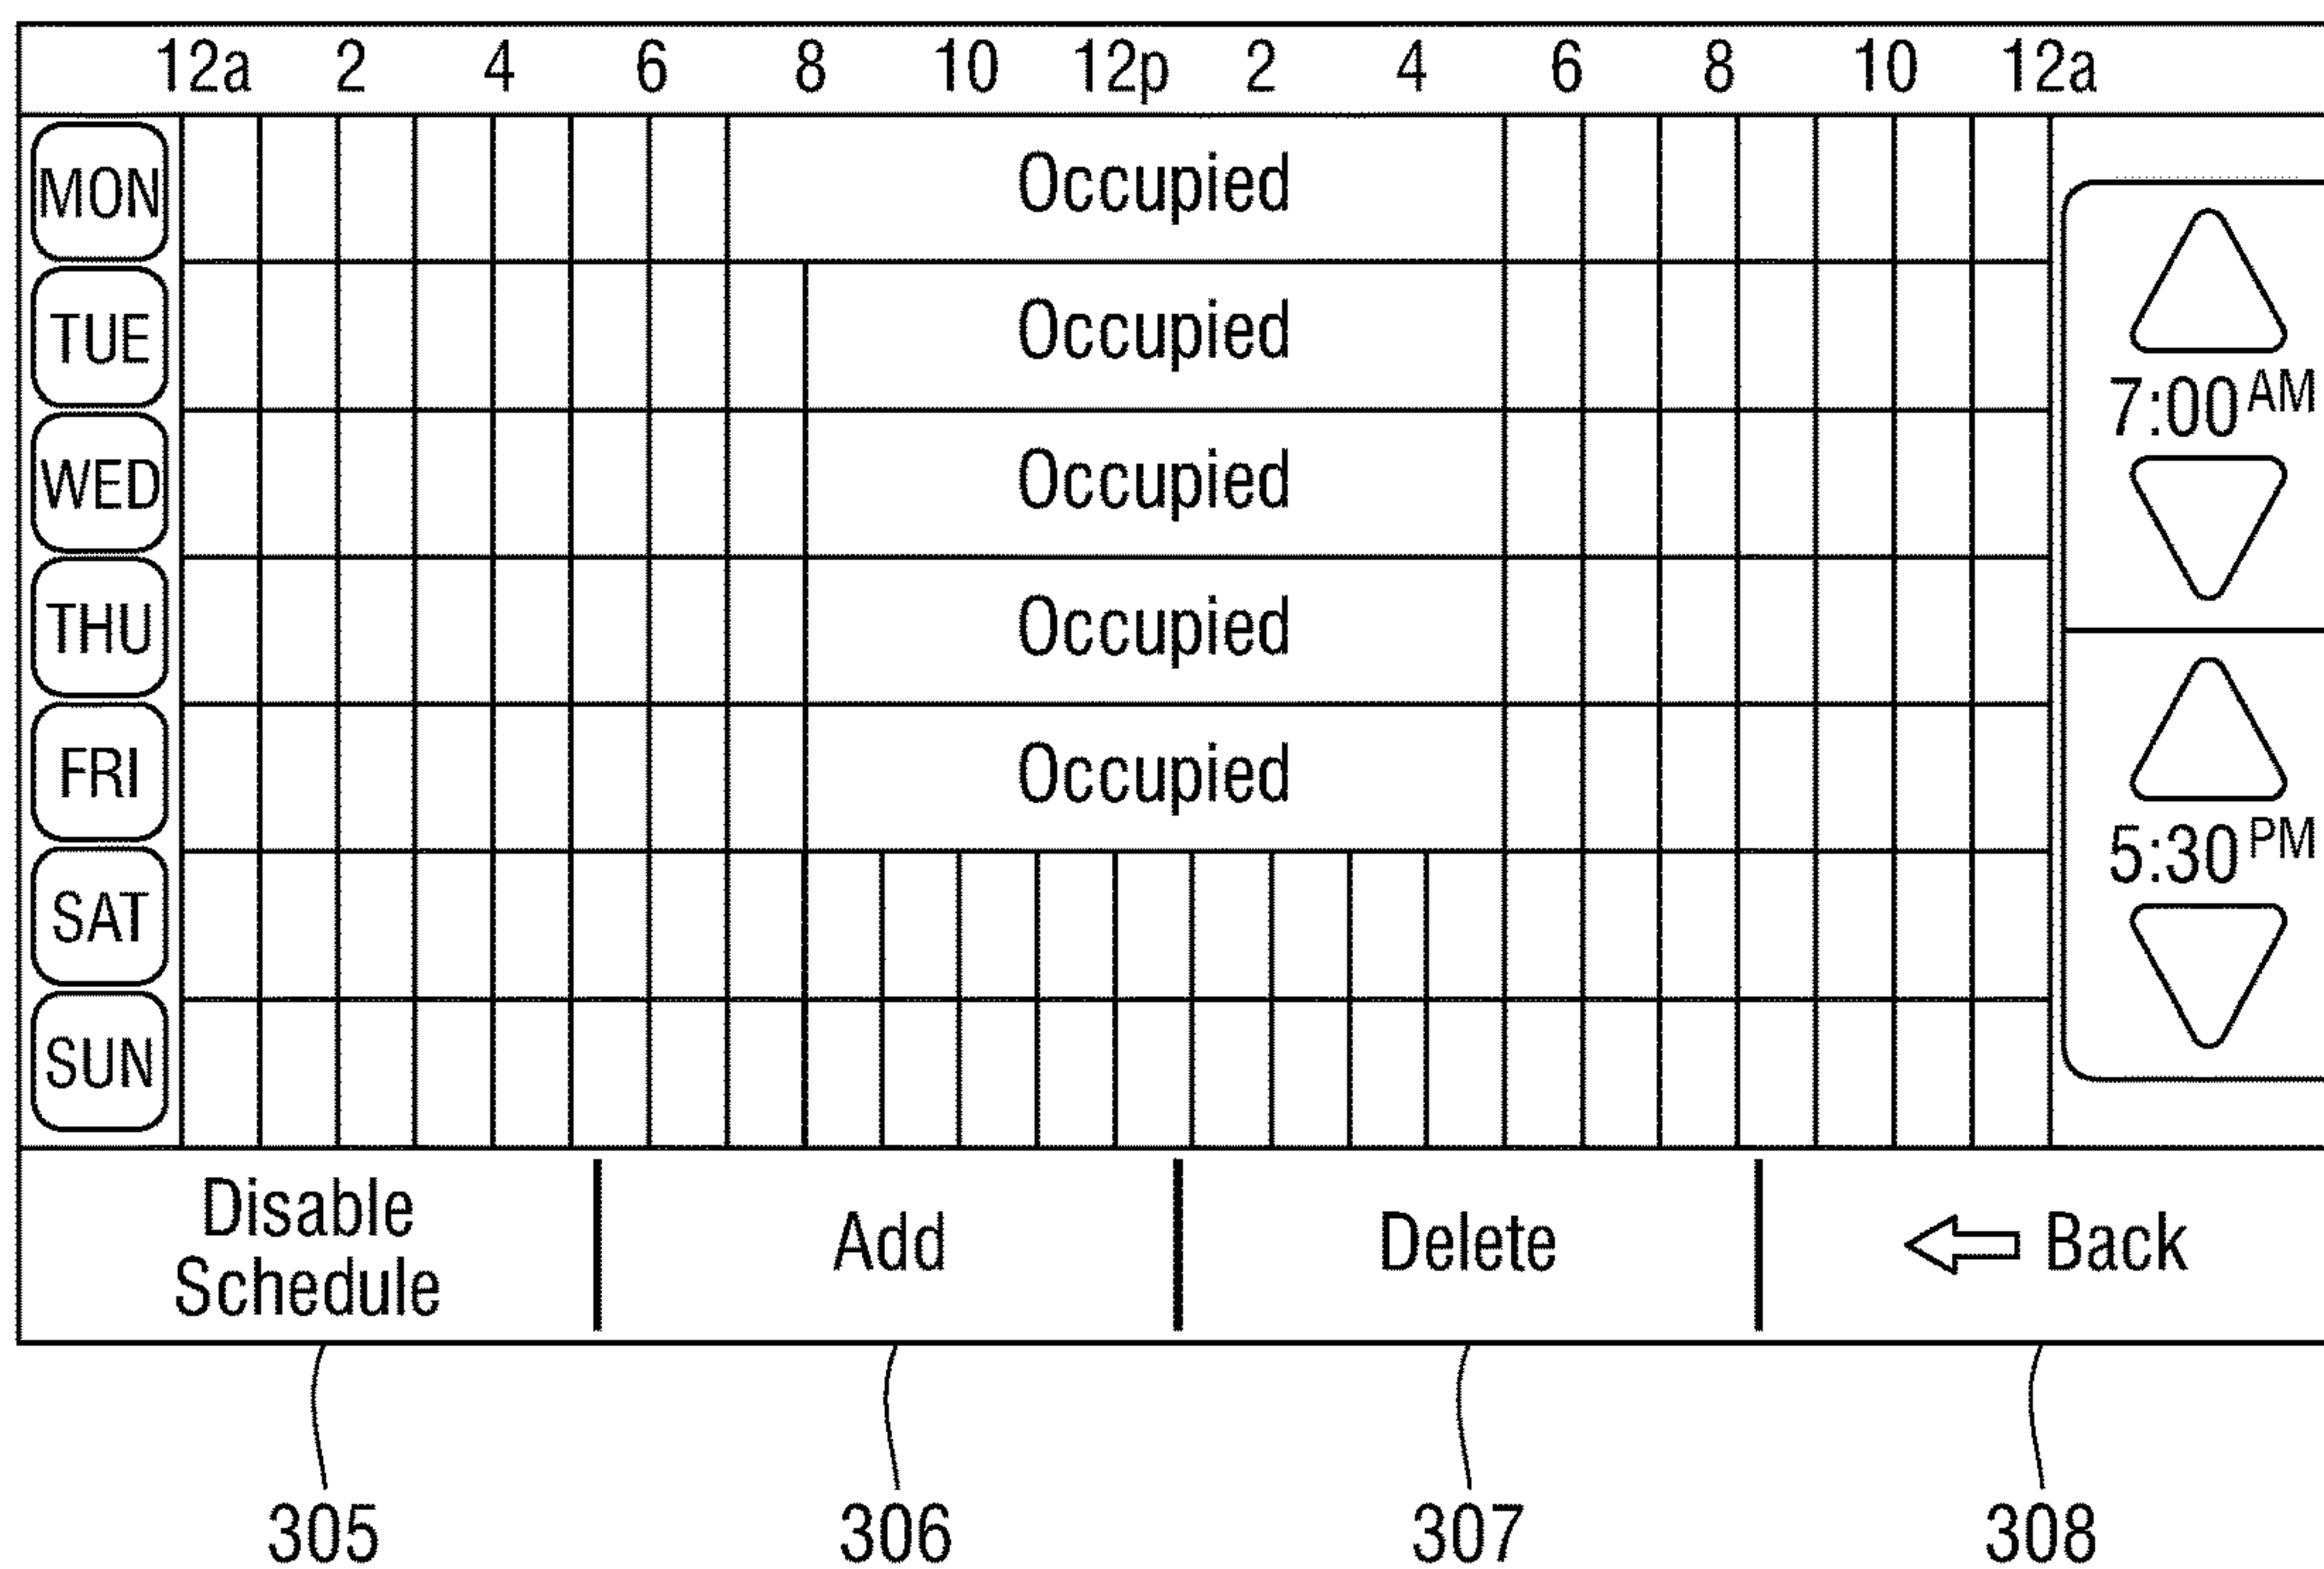 12a 2 4 6 8 10 12p 2 4 6 8 10 12a
MON Occupied
TUE Occupied
7:00 AM
WED Occupied
THU Occupied
FRI Occupied
5:30 PM
SAT
SUN
Disable
Schedule
Add
Delete
Back
305 306 307 308